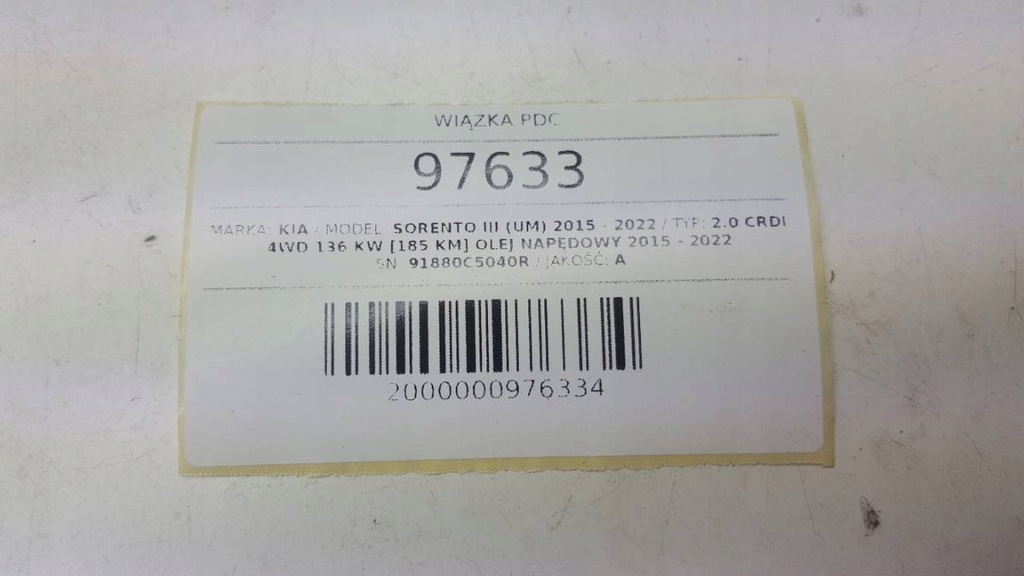 WIĄZKA PDC
97633
MARKA: KIA / MODEL: SORENTO III (UM) 2015 - 2022 / TYP: 2.0 CRDI
4WD 136 KW [185 KM] OLEJ NAPĘDOWY 2015 - 2022
SN: 91880C5040R / JAKOŚĆ: A
2000000976334